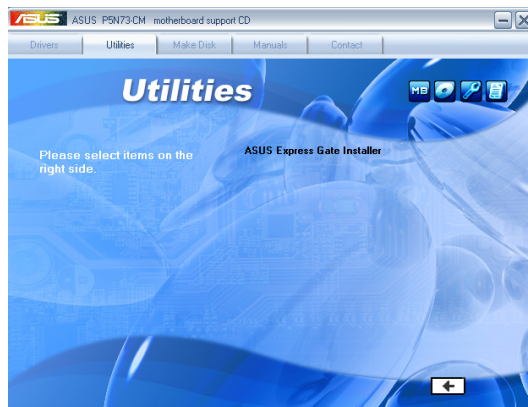 ASUS P5N73-CM motherboard support CD
Drivers Utilities Make Disk Manuals Contact
Utilities
MB
Please select items on the
right side.
ASUS Express Gate Installer